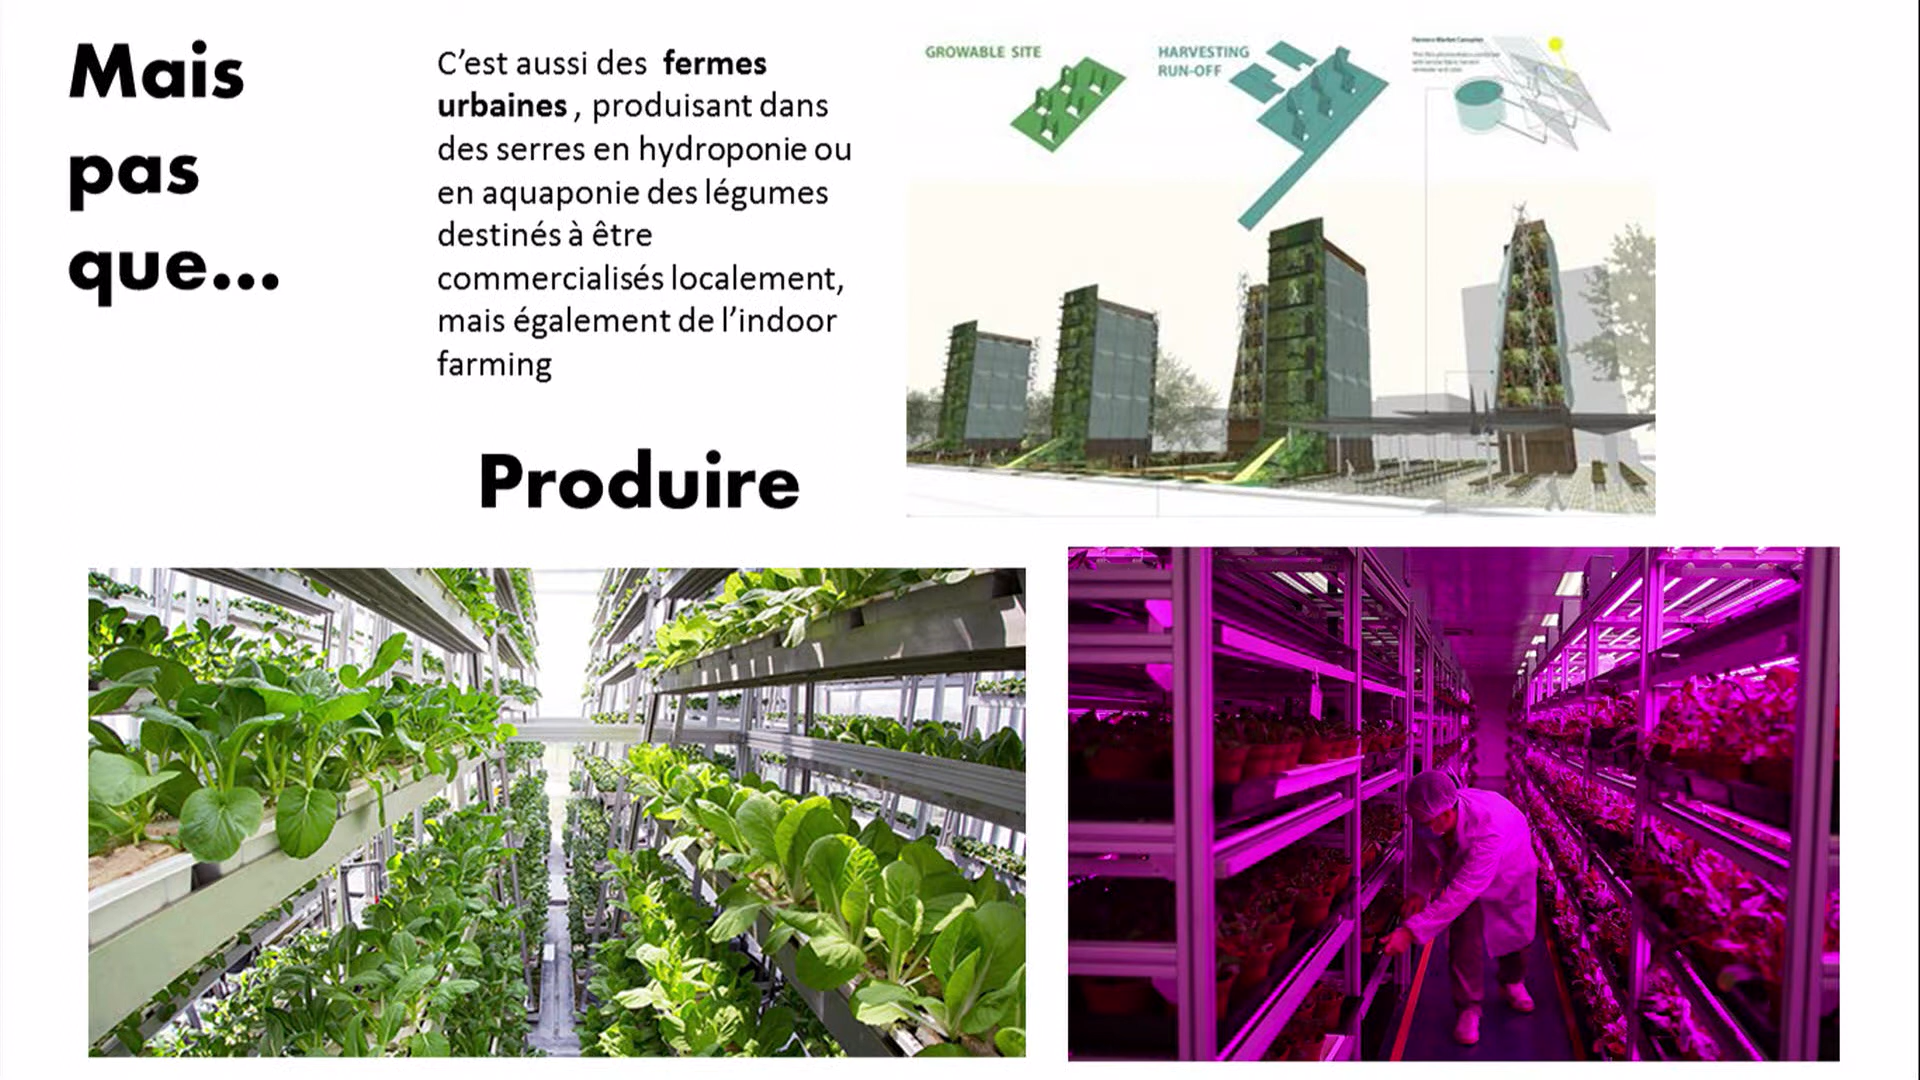 Mais
pas
que...
C'est aussi des fermes
urbaines , produisant dans
des serres en hydroponie ou
en aquaponie des légumes
destinés à être
commercialisés localement,
mais également de l'indoor
farming
Produire
GROWABLE SITE
HARVESTING
RUN-OFF